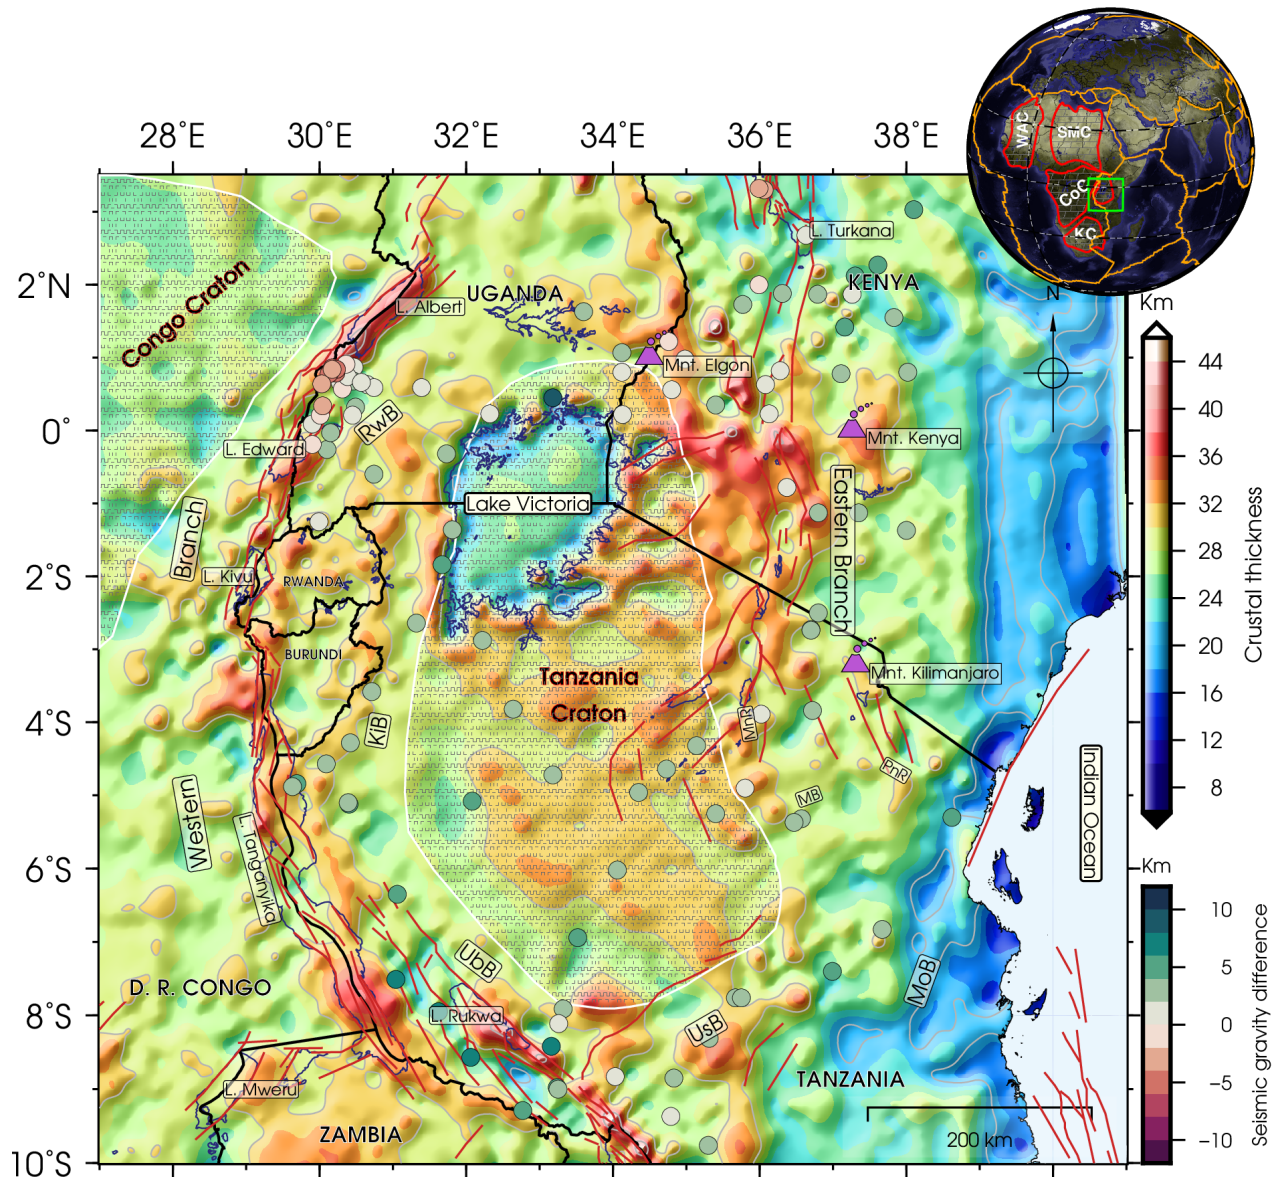 WAC
SMC
CoC
KC
28°E
30°E
32°E
34°E
36°E
38°E
2°N
0°
2°S
4°S
6°S
8°S
10°S
Congo Craton
UGANDA
L. Albert
L. Turkana
KENYA
N
Mnt. Elgon
Mnt. Kenya
RwB
L. Edward
Lake Victoria
Eastern Branch
Branch
L. Kivu
RWANDA
BURUNDI
Tanzania
Craton
Mnt. Kilimanjaro
KiB
MnR
PnR
MB
Western
L. Tanganyika
Indian Ocean
UbB
MoB
D. R. CONGO
L. Rukwa
UsB
L. Mweru
TANZANIA
ZAMBIA
200 km
Km
44
40
36
32
28
24
20
16
12
8
Crustal thickness
Km
10
5
0
−5
−10
Seismic gravity difference